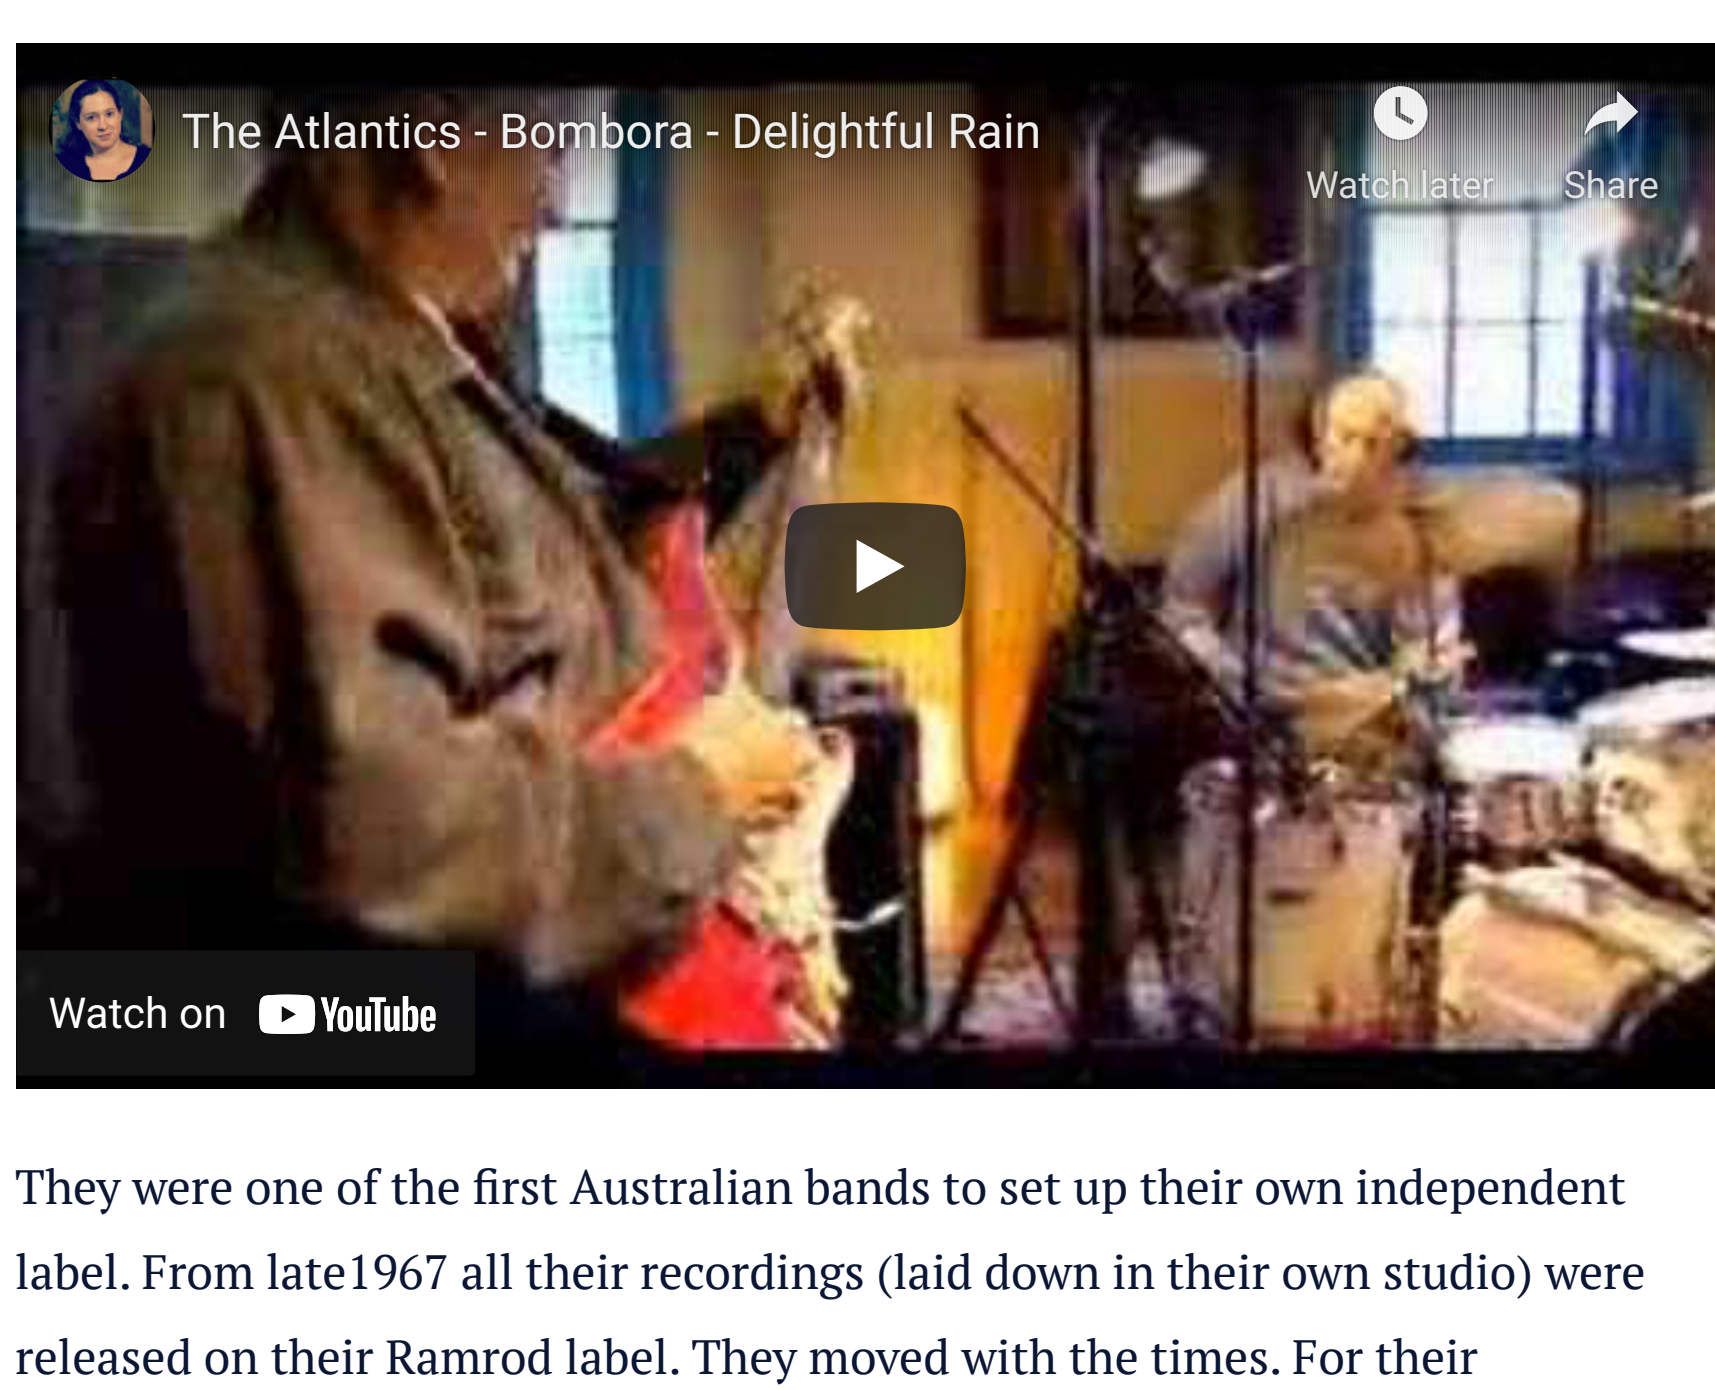 The Atlantics - Bombora - Delightful Rain
Watch later
Share
Watch on YouTube
They were one of the first Australian bands to set up their own independent
label. From late1967 all their recordings (laid down in their own studio) were
released on their Ramrod label. They moved with the times. For their